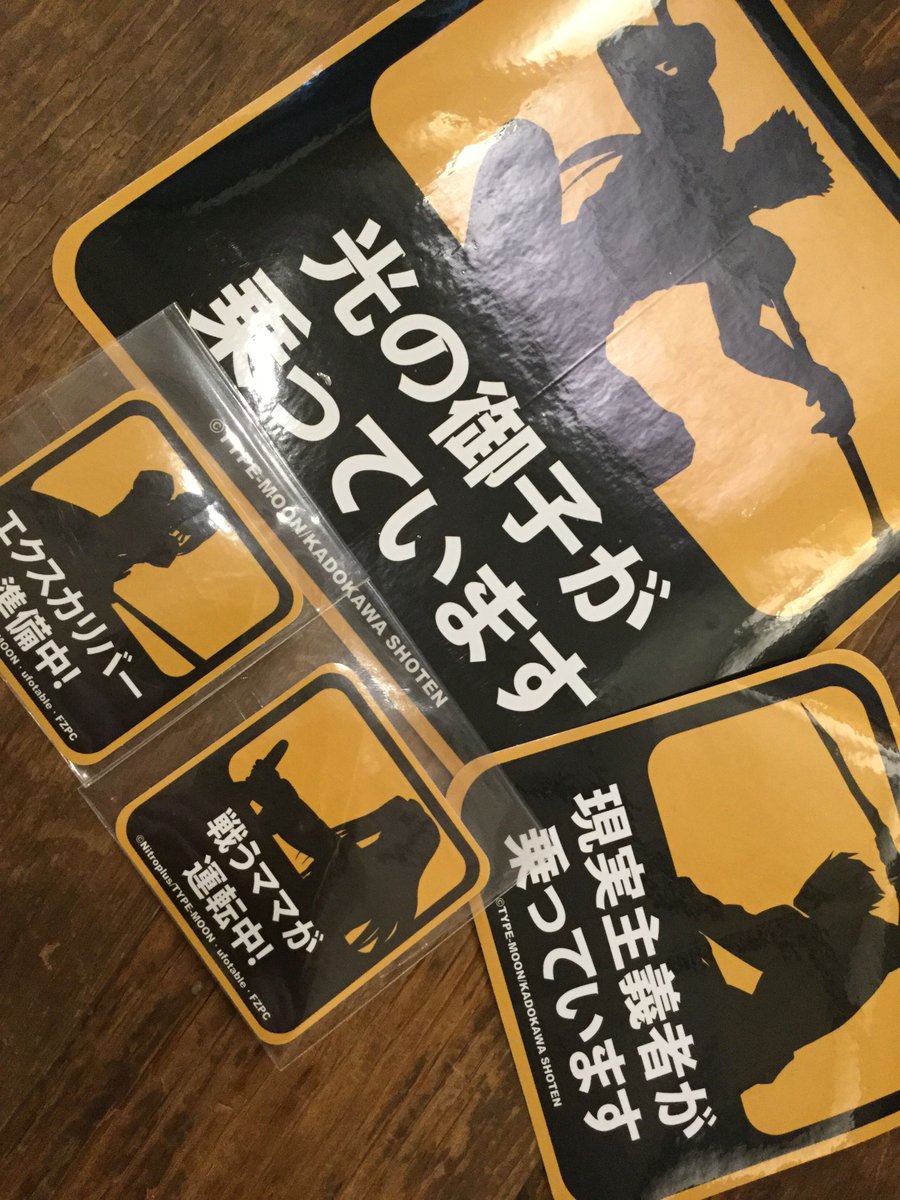 光の御子が
乗っています
© TYPE-MOON/KADOKAWA SHOTEN
エクスカリバー
準備中!
MOON · ufotable · FZPC
戦うママが
運転中!
©Nitroplus/TYPE-MOON · ufotable · FZPC
現実主義者が
乗っています
©TYPE-MOON/KADOKAWA SHOTEN